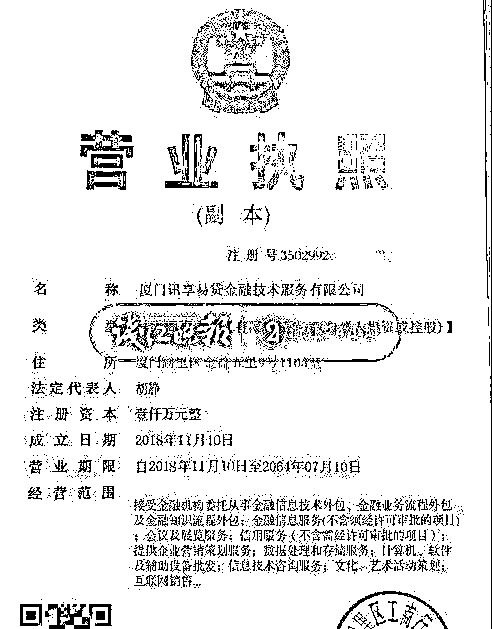 营业执照
(副 本)
注 册 号3502992
名 称 厦门讯享易贷金融技术服务有限公司
类
住 所
法定代表人 胡静
注 册 资 本 壹仟万元整
成 立 日 期 2018年11月10日
营 业 期 限 自2018年11月10日至2064年07月10日
经 营 范 围
接受金融机构委托从事金融信息技术外包、金融业务流程外包
及金融知识流程外包；金融信息服务(不含须经许可审批的项目)
；会议及展览服务；信用服务（不含需经许可审批的项目)；
提供企业营销策划服务；数据处理和存储服务；计算机、软件
及辅助设备批发；信息技术咨询服务；文化、艺术活动策划；
互联网销售。